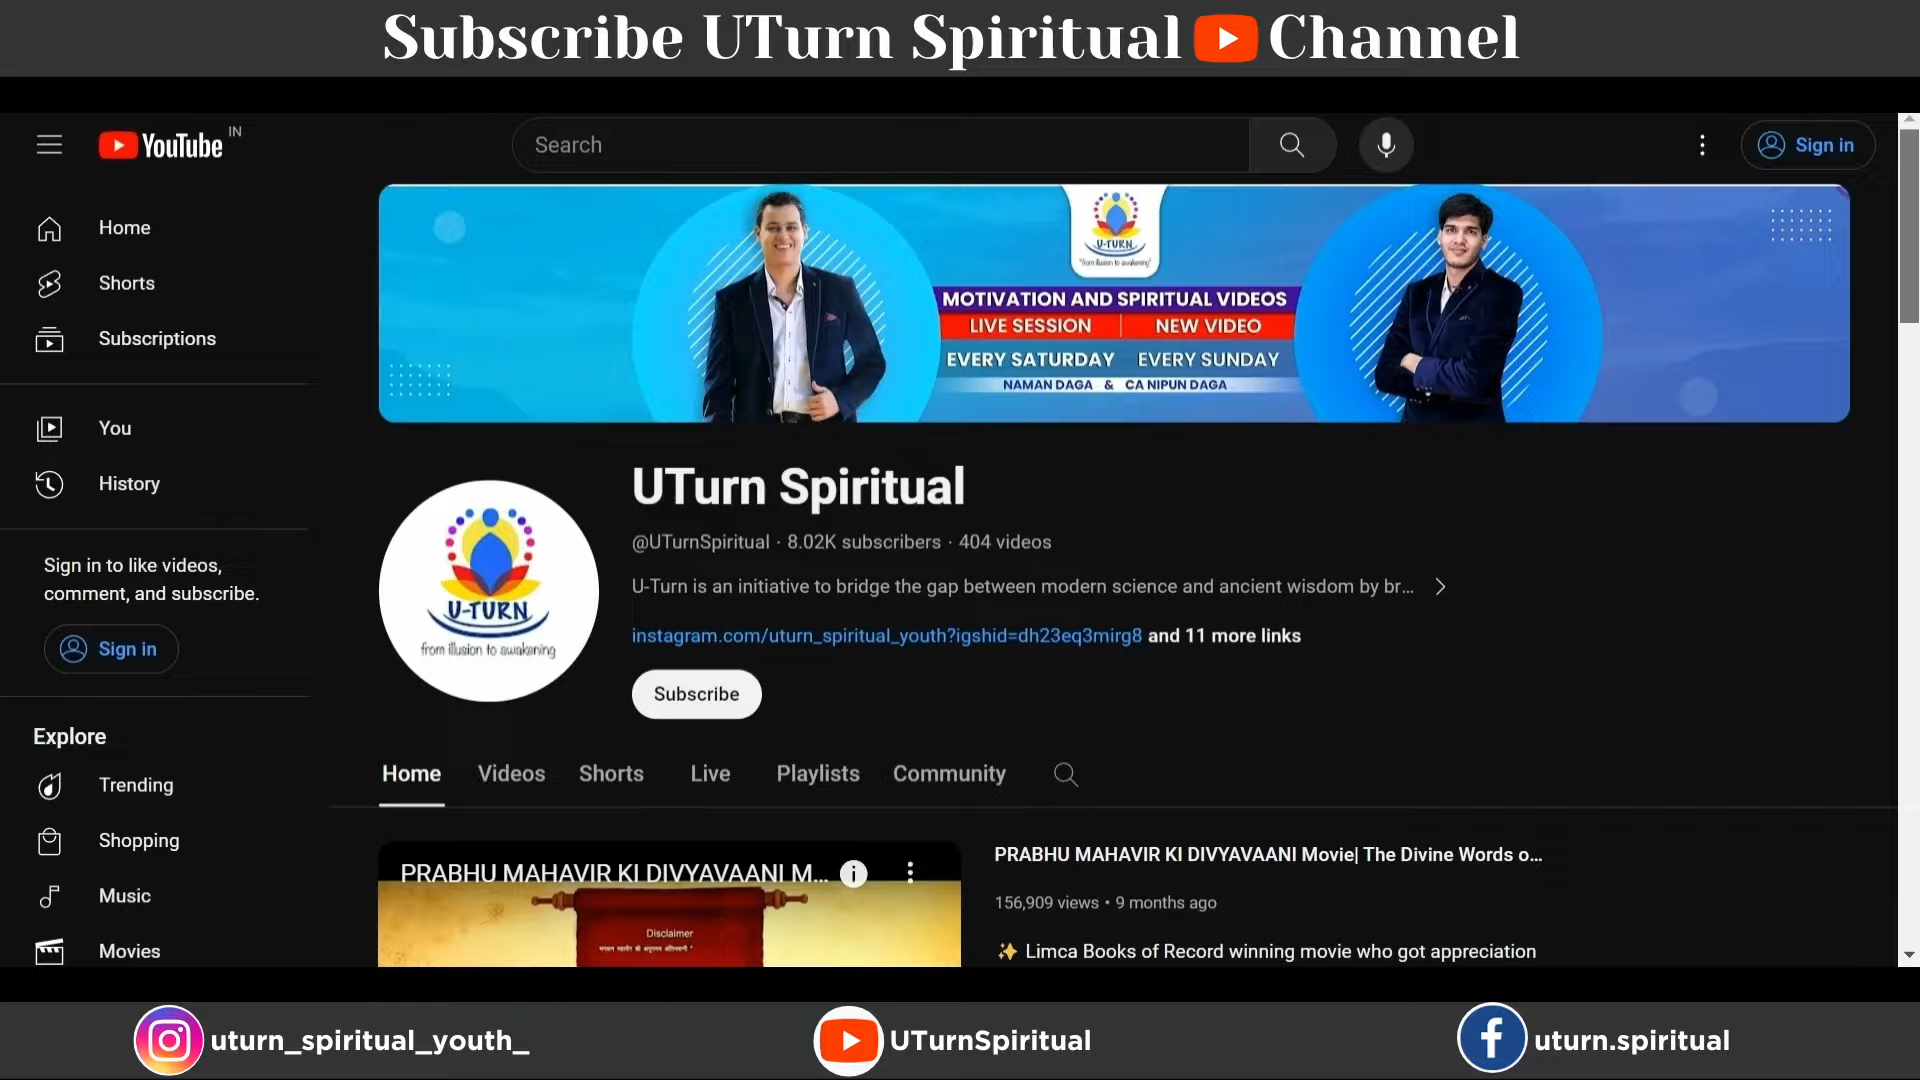 Subscribe UTurn Spiritual Channel
YouTube IN
Search
Sign in
Home
Shorts
Subscriptions
You
History
Sign in to like videos,
comment, and subscribe.
Sign in
Explore
Trending
Shopping
Music
Movies
U-TURN
"from illusion to awakening"
MOTIVATION AND SPIRITUAL VIDEOS
LIVE SESSION | NEW VIDEO
EVERY SATURDAY EVERY SUNDAY
NAMAN DAGA & CA NIPUN DAGA
U-TURN
from illusion to awakening
UTurn Spiritual
@UTurnSpiritual · 8.02K subscribers · 404 videos
U-Turn is an initiative to bridge the gap between modern science and ancient wisdom by br...
instagram.com/uturn_spiritual_youth?igshid=dh23eq3mirg8 and 11 more links
Subscribe
Home Videos Shorts Live Playlists Community
PRABHU MAHAVIR KI DIVYAVAANI M...
Disclaimer
PRABHU MAHAVIR KI DIVYAVAANI Movie| The Divine Words o...
156,909 views • 9 months ago
✨ Limca Books of Record winning movie who got appreciation
uturn_spiritual_youth_
UTurnSpiritual
uturn.spiritual